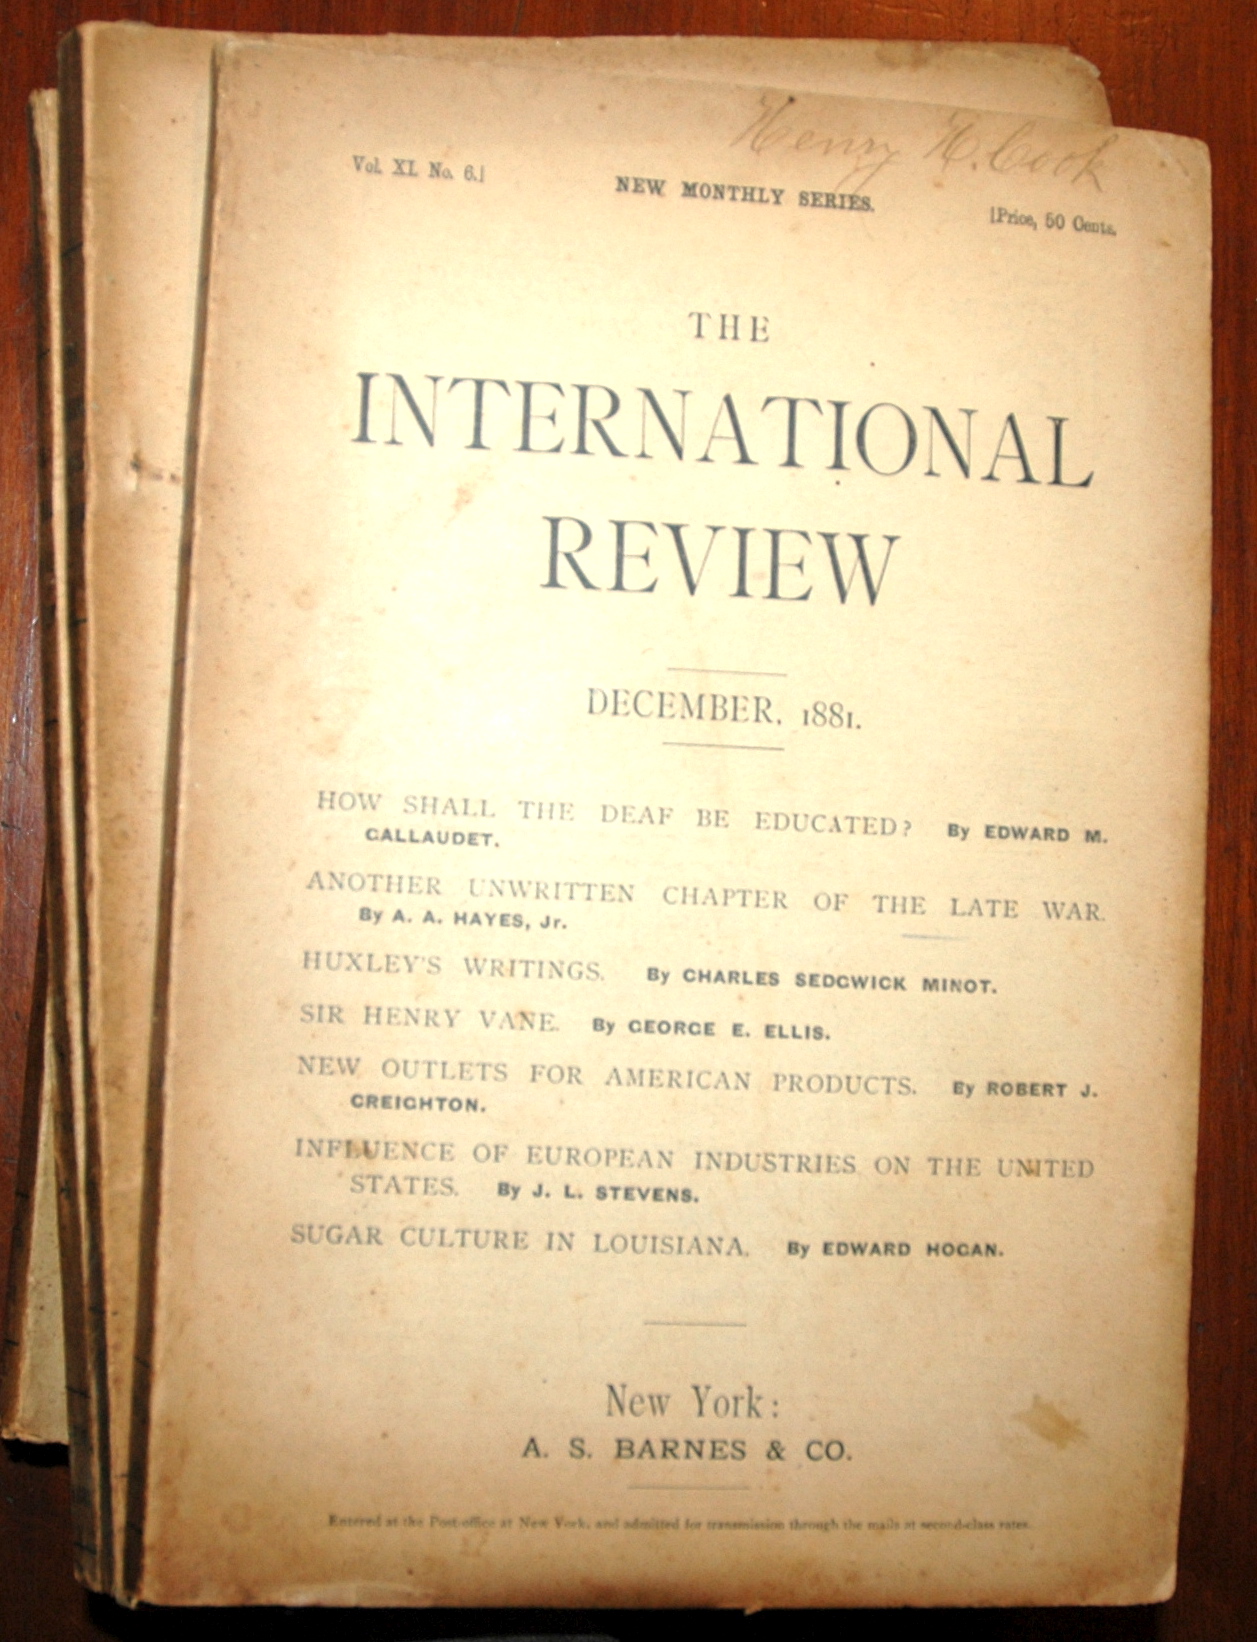 Henry H. Cook
Vol. XI. No. 6.]
NEW MONTHLY SERIES.
[Price, 50 Cents.
THE
INTERNATIONAL
REVIEW
DECEMBER, 1881.
HOW SHALL THE DEAF BE EDUCATED? By EDWARD M.
GALLAUDET.
ANOTHER UNWRITTEN CHAPTER OF THE LATE WAR.
By A. A. HAYES, Jr.
HUXLEY'S WRITINGS. By CHARLES SEDGWICK MINOT.
SIR HENRY VANE. By GEORGE E. ELLIS.
NEW OUTLETS FOR AMERICAN PRODUCTS. By ROBERT J.
CREIGHTON.
INFLUENCE OF EUROPEAN INDUSTRIES ON THE UNITED
STATES. By J. L. STEVENS.
SUGAR CULTURE IN LOUISIANA. By EDWARD HOGAN.
New York:
A. S. BARNES & CO.
Entered at the Post-office at New York, and admitted for transmission through the mails at second-class rates.